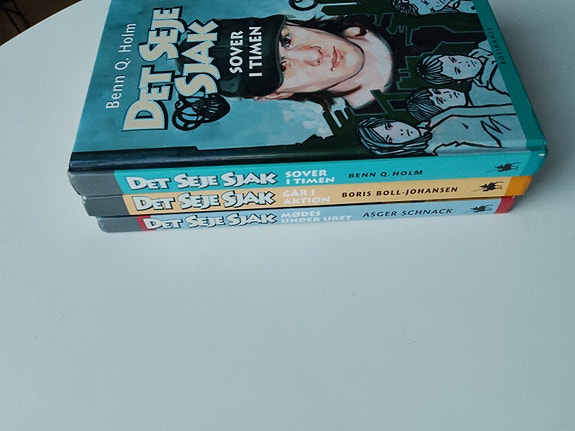 Benn Q. Holm
DET SEJE
SJAK
SOVER
I TIMEN
DET SEJE SJAK SOVER I TIMEN BENN Q. HOLM
DET SEJE SJAK GÅR I AKTION BORIS BOLL-JOHANSEN
DET SEJE SJAK MØDES UNDER URET ASGER SCHNACK